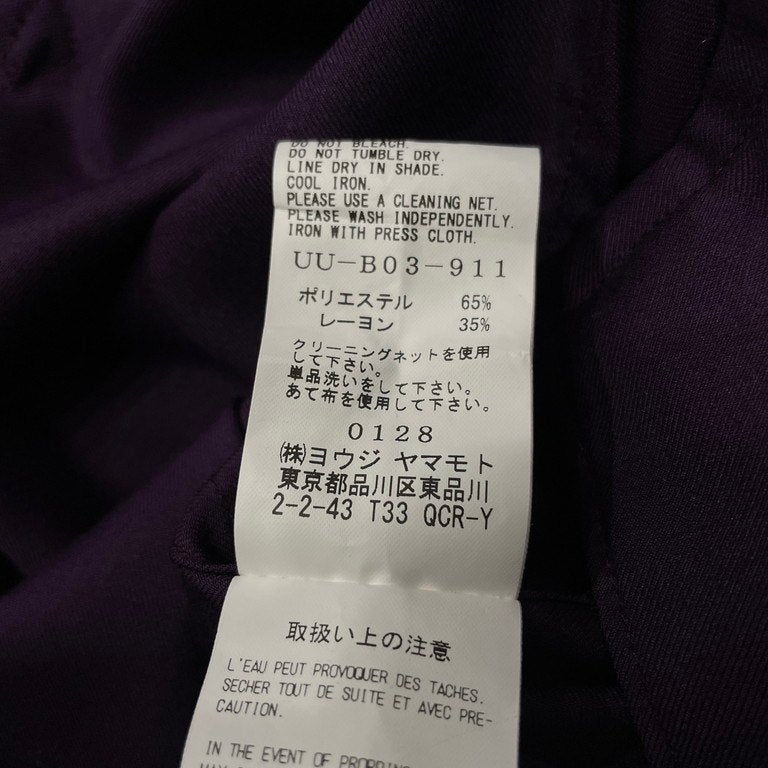 DO NOT BLEACH.
DO NOT TUMBLE DRY.
LINE DRY IN SHADE.
COOL IRON.
PLEASE USE A CLEANING NET.
PLEASE WASH INDEPENDENTLY.
IRON WITH PRESS CLOTH.
UU-B03-911
ポリエステル 65%
レーヨン 35%
クリーニングネットを使用
して下さい。
単品洗いをして下さい。
あて布を使用して下さい。
0128
㈱ヨウジ ヤマモト
東京都品川区東品川
2-2-43 T33 QCR-Y
取扱い上の注意
L'EAU PEUT PROVOQUER DES TACHES.
SECHER TOUT DE SUITE ET AVEC PRE-
CAUTION.
IN THE EVENT OF